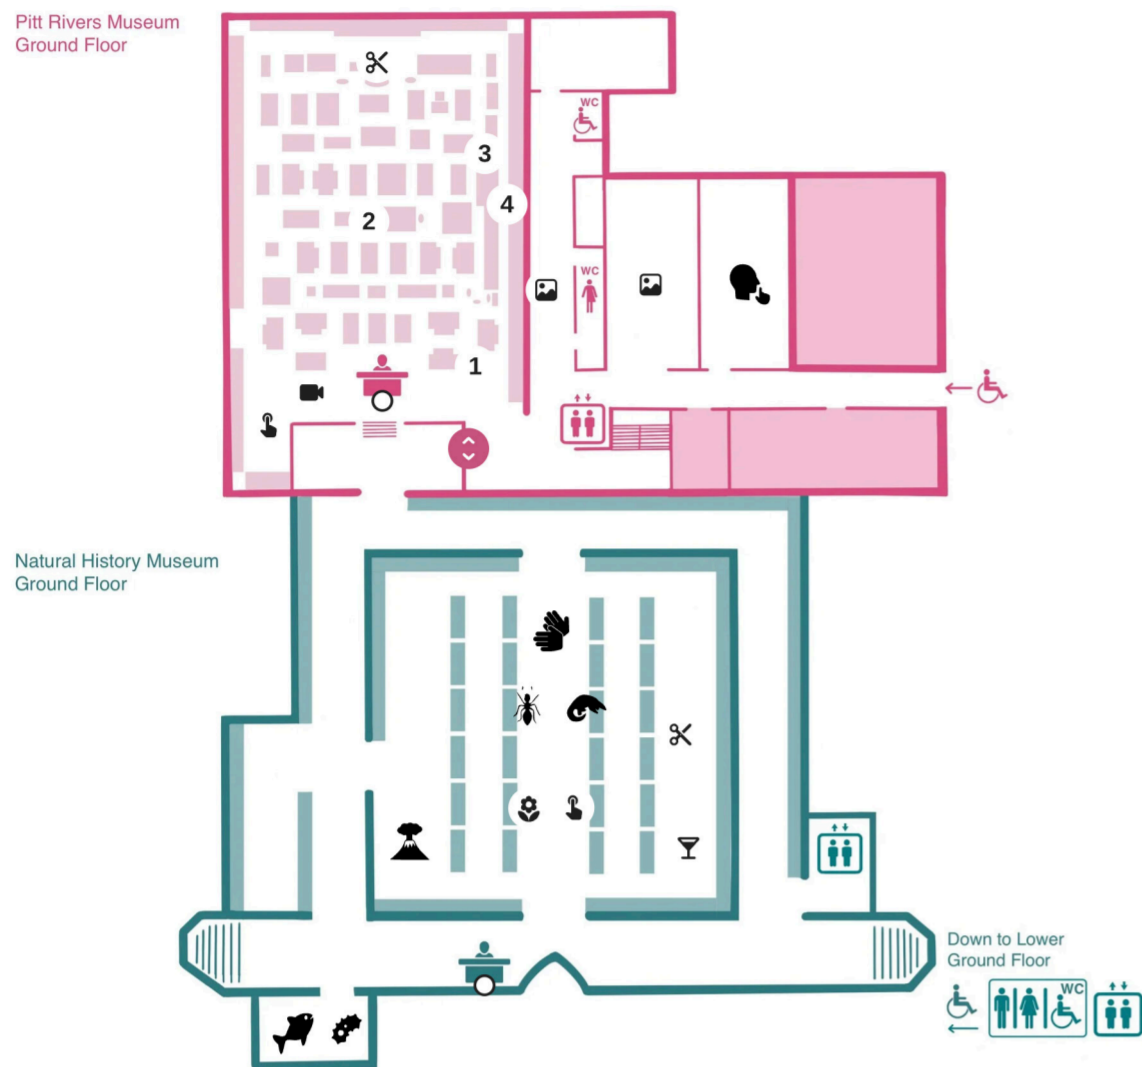 Pitt Rivers Museum
Ground Floor
WC
3
4
2
WC
1
Natural History Museum
Ground Floor
Down to Lower
Ground Floor
WC